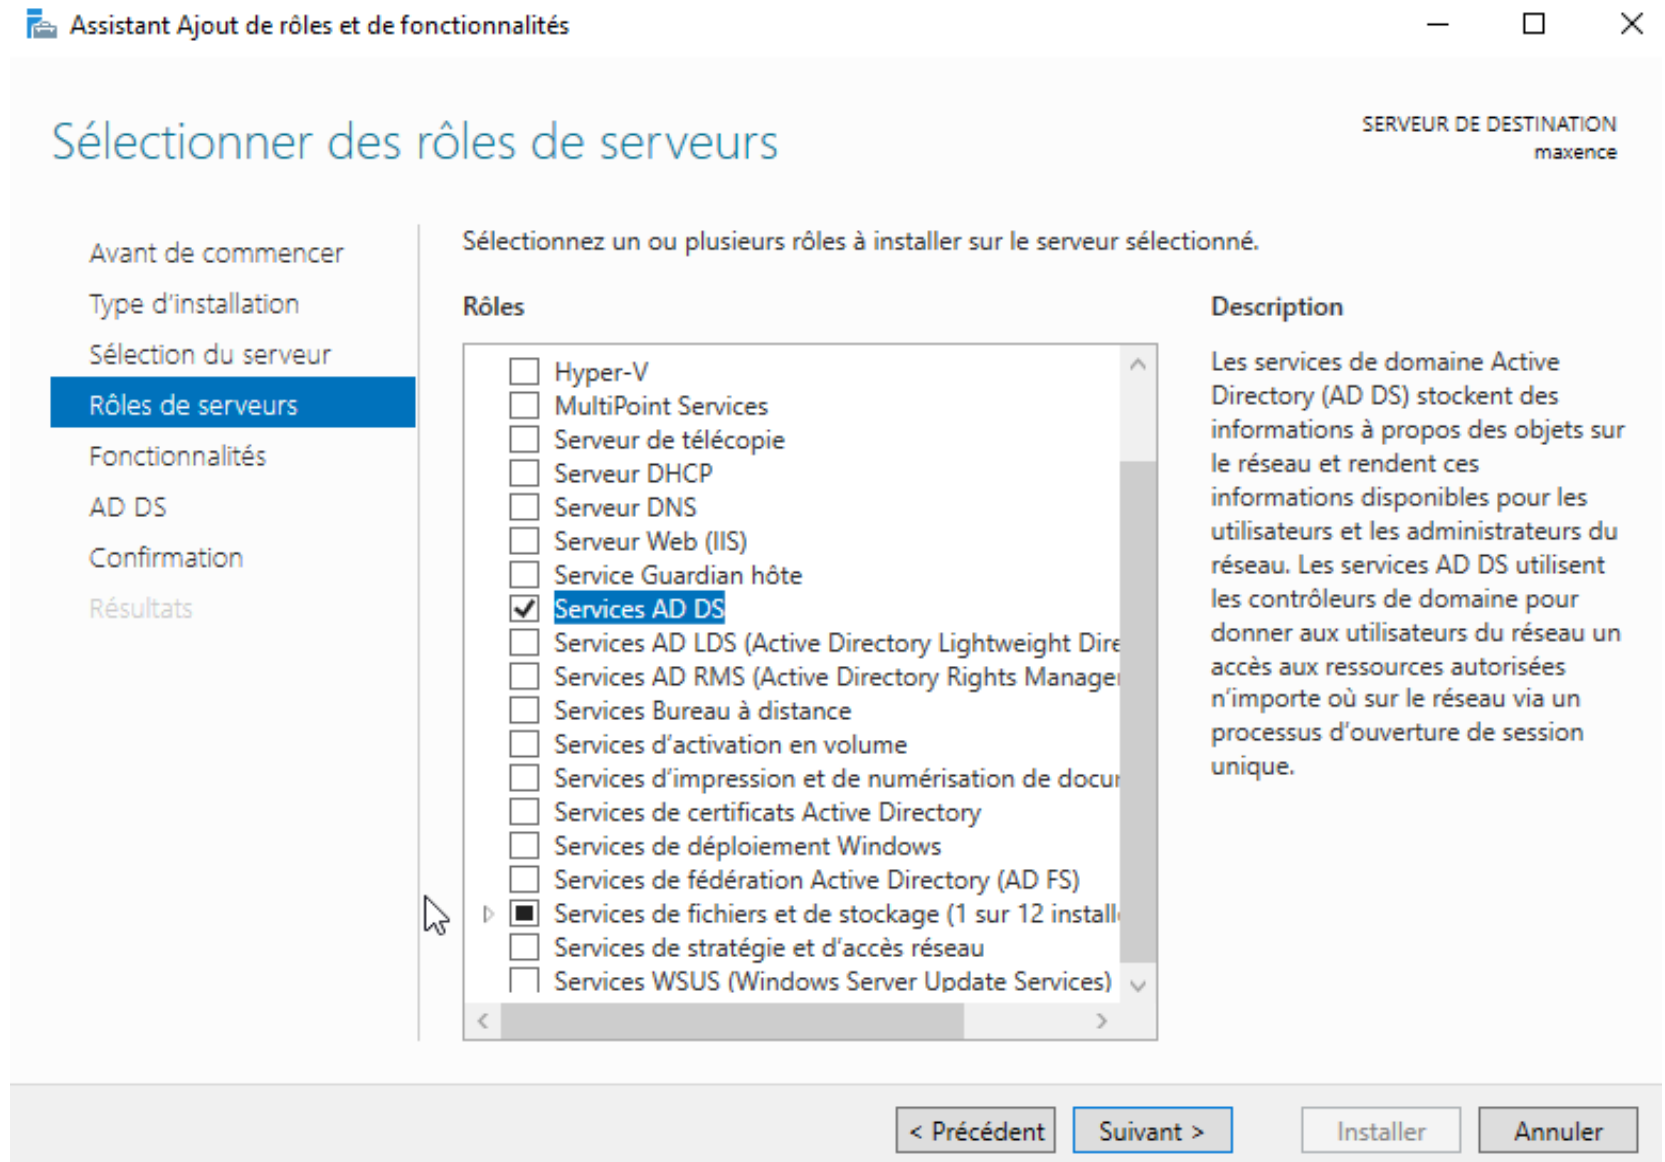 Assistant Ajout de rôles et de fonctionnalités
Sélectionner des rôles de serveurs
SERVEUR DE DESTINATION
maxence
Avant de commencer
Type d'installation
Sélection du serveur
Rôles de serveurs
Fonctionnalités
AD DS
Confirmation
Résultats
Sélectionnez un ou plusieurs rôles à installer sur le serveur sélectionné.
Rôles
Hyper-V
MultiPoint Services
Serveur de télécopie
Serveur DHCP
Serveur DNS
Serveur Web (IIS)
Service Guardian hôte
Services AD DS
Services AD LDS (Active Directory Lightweight Dire
Services AD RMS (Active Directory Rights Manager
Services Bureau à distance
Services d'activation en volume
Services d'impression et de numérisation de docur
Services de certificats Active Directory
Services de déploiement Windows
Services de fédération Active Directory (AD FS)
Services de fichiers et de stockage (1 sur 12 install
Services de stratégie et d'accès réseau
Services WSUS (Windows Server Update Services)
Description
Les services de domaine Active
Directory (AD DS) stockent des
informations à propos des objets sur
le réseau et rendent ces
informations disponibles pour les
utilisateurs et les administrateurs du
réseau. Les services AD DS utilisent
les contrôleurs de domaine pour
donner aux utilisateurs du réseau un
accès aux ressources autorisées
n'importe où sur le réseau via un
processus d'ouverture de session
unique.
< Précédent
Suivant >
Installer
Annuler